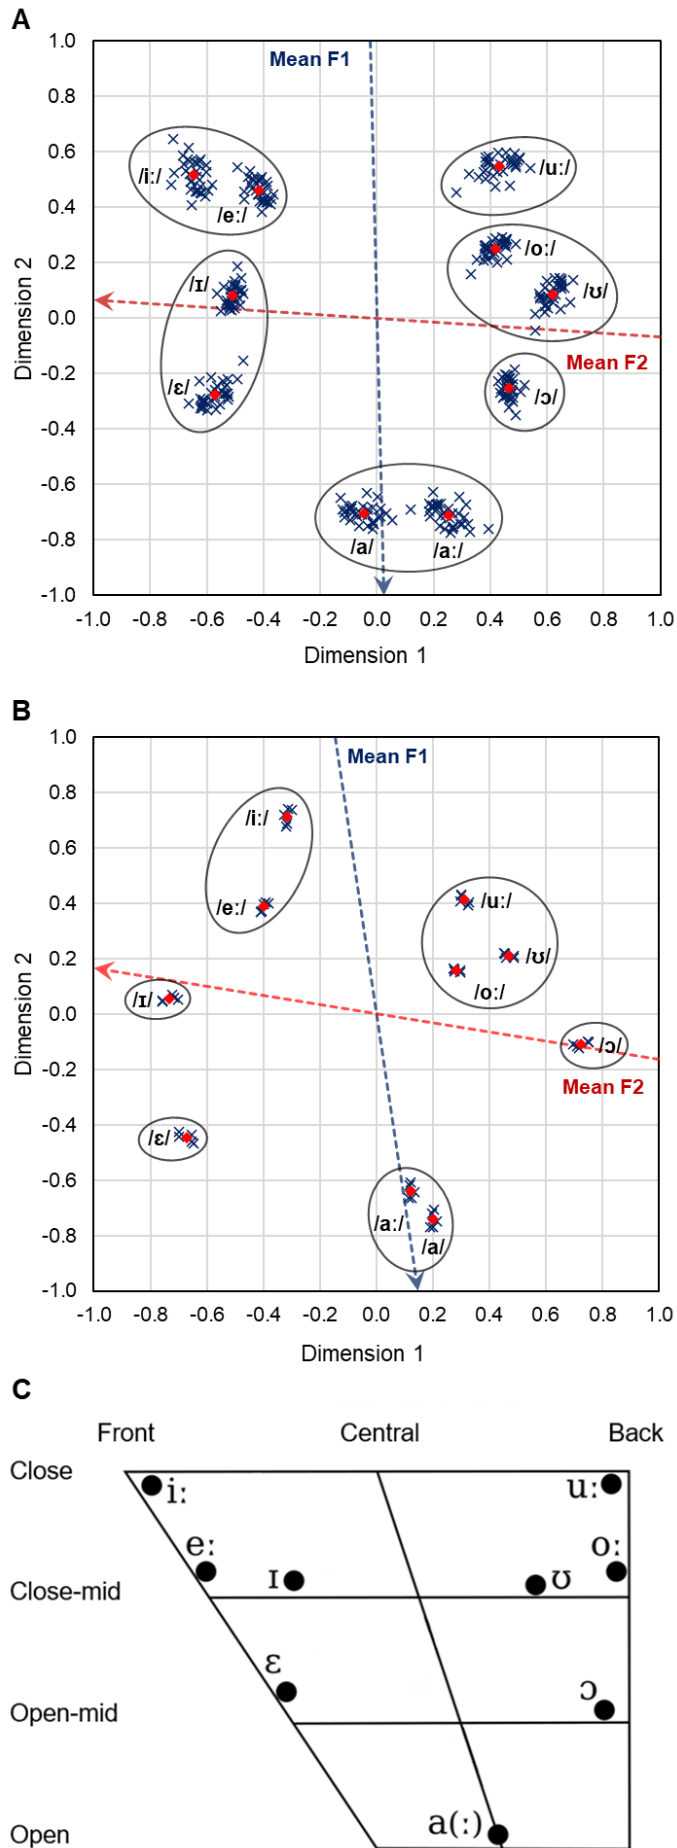 A
1.0
Mean F1
0.8
0.6
/iː/
/uː/
/eː/
0.4
/oː/
0.2
/ɪ/
/ʊ/
0.0
Dimension 2
Mean F2
-0.2
/ɛ/
/ɔ/
-0.4
-0.6
/a/
/aː/
-0.8
-1.0
-1.0 -0.8 -0.6 -0.4 -0.2 0.0 0.2 0.4 0.6 0.8 1.0
Dimension 1
B
1.0
Mean F1
0.8
/iː/
0.6
/eː/
/uː/
0.4
/ʊ/
0.2
/oː/
/ɪ/
0.0
Dimension 2
/ɔ/
Mean F2
-0.2
-0.4
/ɛ/
-0.6
/aː/
/a/
-0.8
-1.0
-1.0 -0.8 -0.6 -0.4 -0.2 0.0 0.2 0.4 0.6 0.8 1.0
Dimension 1
C
Front Central Back
Close
iː uː
eː oː
ɪ ʊ
Close-mid
ɛ ɔ
Open-mid
a(ː)
Open